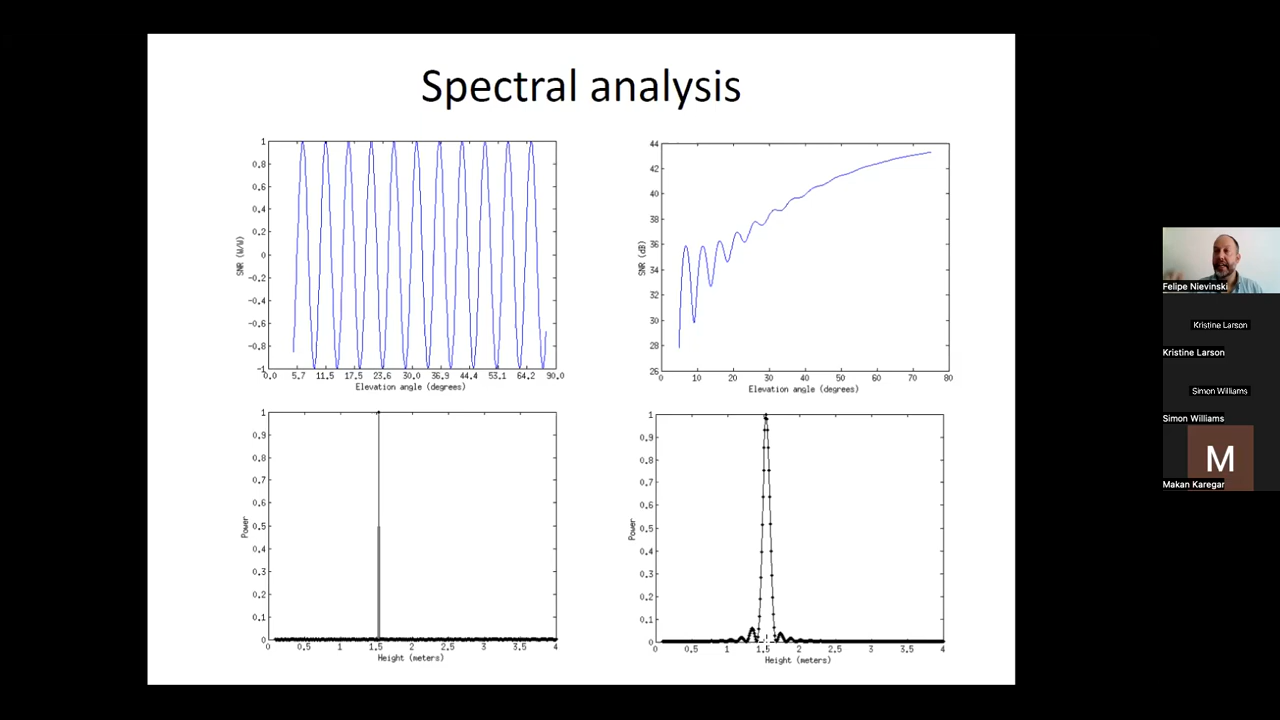 Spectral analysis
1
0.8
0.6
0.4
0.2
0
-0.2
-0.4
-0.6
-0.8
-1
SNR (W/W)
0.0 5.7 11.5 17.5 23.6 30.0 36.9 44.4 53.1 64.2 90.0
Elevation angle (degrees)
44
42
40
38
36
34
32
30
28
26
SNR (dB)
0 10 20 30 40 50 60 70 80
Elevation angle (degrees)
1
0.9
0.8
0.7
0.6
0.5
0.4
0.3
0.2
0.1
0
Power
0 0.5 1 1.5 2 2.5 3 3.5 4
Height (meters)
1
0.9
0.8
0.7
0.6
0.5
0.4
0.3
0.2
0.1
0
Power
0 0.5 1 1.5 2 2.5 3 3.5 4
Height (meters)
Felipe Nievinski
Kristine Larson
Kristine Larson
Simon Williams
Simon Williams
M
Makan Karegar